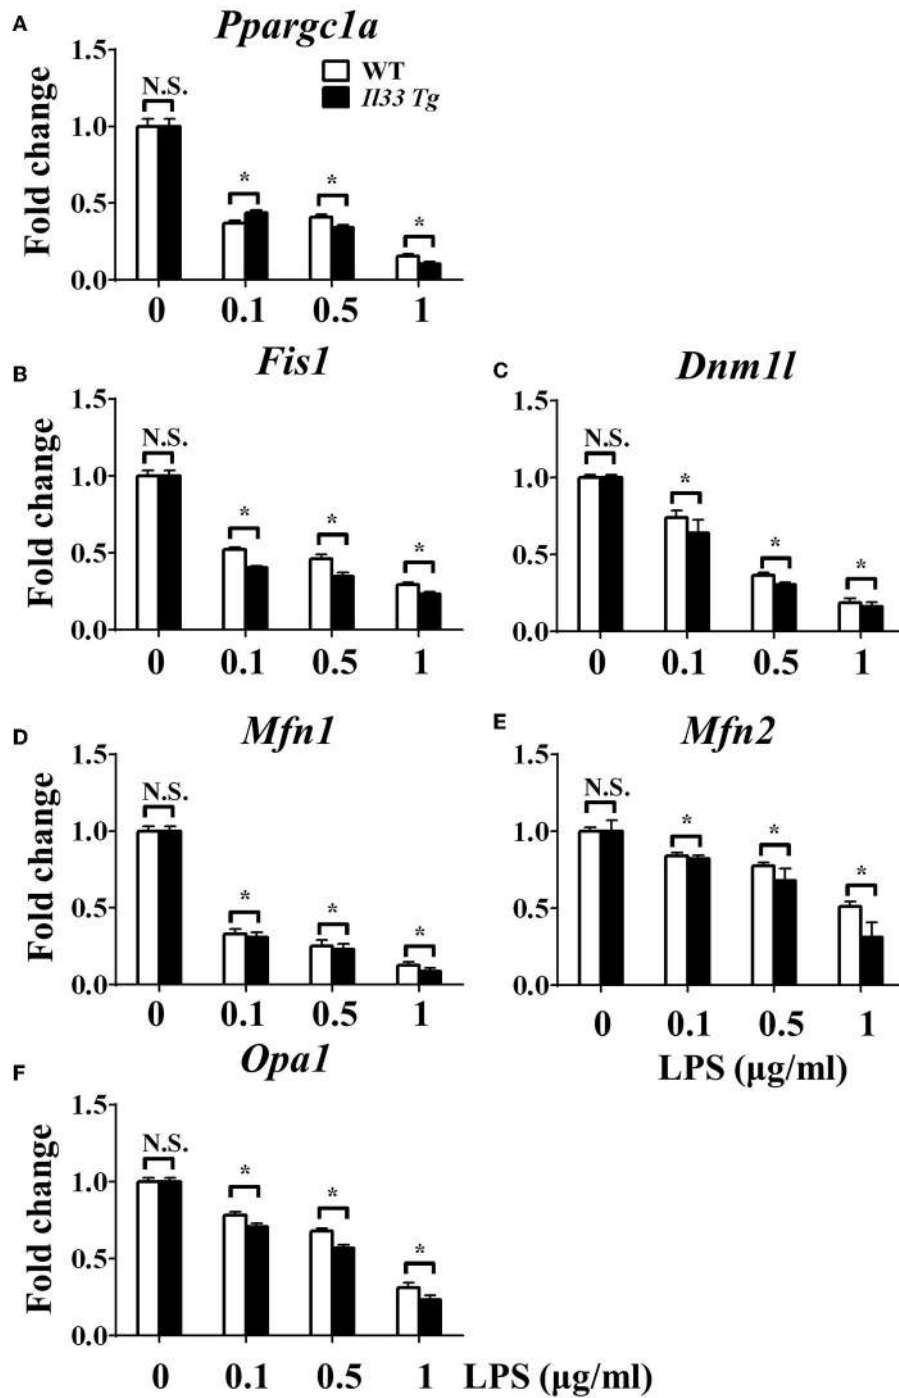 A
Ppargc1a
WT
Il33 Tg
Fold change
1.5
1.0
0.5
0.0
N.S.
*
*
*
0 0.1 0.5 1
B
Fis1
Fold change
1.5
1.0
0.5
0.0
N.S.
*
*
*
0 0.1 0.5 1
C
Dnm1l
1.5
1.0
0.5
0.0
N.S.
*
*
*
0 0.1 0.5 1
D
Mfn1
Fold change
1.5
1.0
0.5
0.0
N.S.
*
*
*
0 0.1 0.5 1
E
Mfn2
1.5
1.0
0.5
0.0
N.S.
*
*
*
0 0.1 0.5 1
LPS (μg/ml)
F
Opa1
Fold change
1.5
1.0
0.5
0.0
N.S.
*
*
*
0 0.1 0.5 1 LPS (μg/ml)